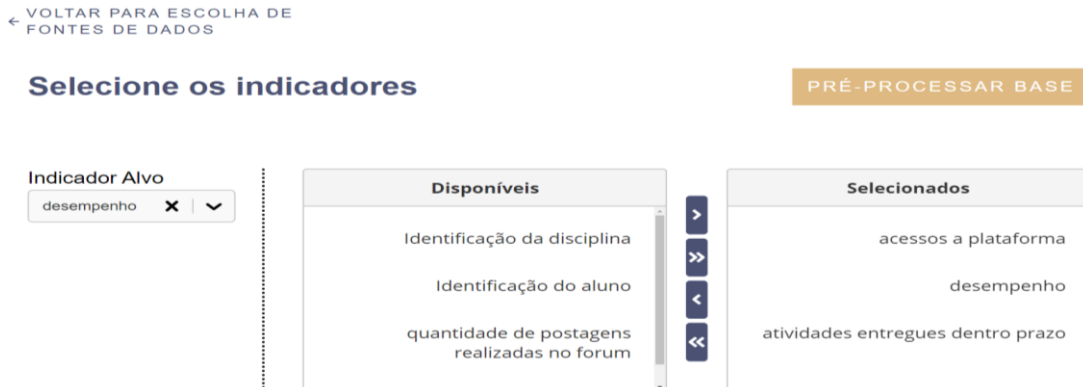 ← VOLTAR PARA ESCOLHA DE
FONTES DE DADOS
Selecione os indicadores
PRÉ-PROCESSAR BASE
Indicador Alvo
desempenho
Disponíveis
Identificação da disciplina
Identificação do aluno
quantidade de postagens
realizadas no forum
Selecionados
acessos a plataforma
desempenho
atividades entregues dentro prazo